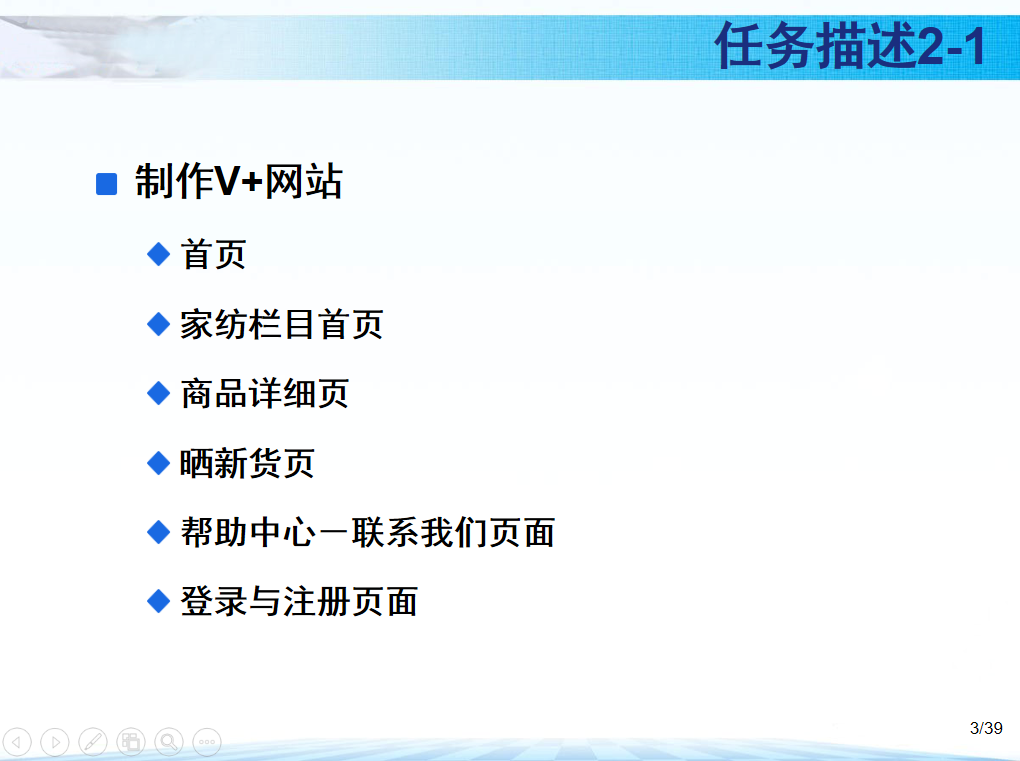 任务描述2-1
制作V+网站
首页
家纺栏目首页
商品详细页
晒新货页
帮助中心－联系我们页面
登录与注册页面
3/39